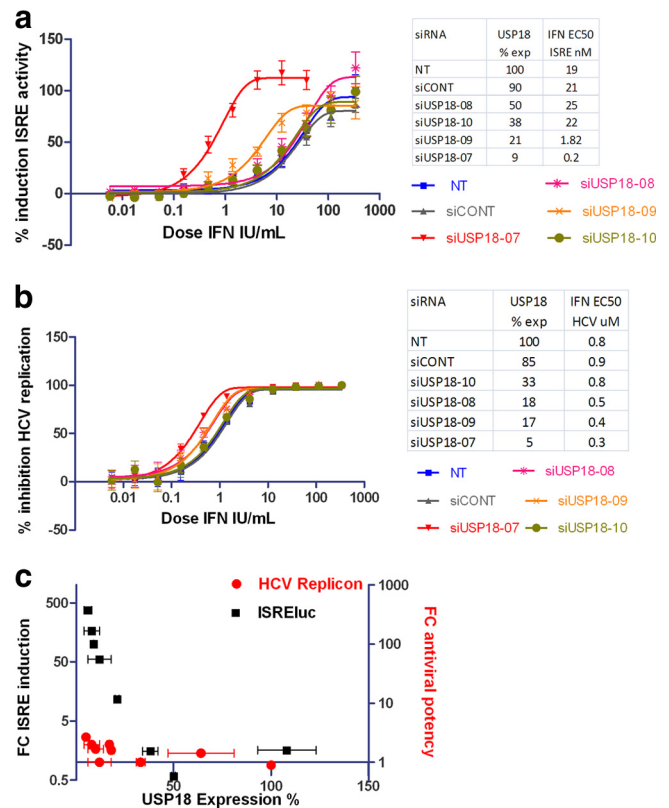 a
% induction ISRE activity
150
100
50
0
-50
0.01 0.1 1 10 100 1000
Dose IFN IU/mL
siRNA USP18 % exp IFN EC50 ISRE nM
NT 100 19
siCONT 90 21
siUSP18-08 50 25
siUSP18-10 38 22
siUSP18-09 21 1.82
siUSP18-07 9 0.2
NT siUSP18-08
siCONT siUSP18-09
siUSP18-07 siUSP18-10
b
% inhibition HCV replication
150
100
50
0
-50
0.01 0.1 1 10 100 1000
Dose IFN IU/mL
siRNA USP18 % exp IFN EC50 HCV uM
NT 100 0.8
siCONT 85 0.9
siUSP18-10 33 0.8
siUSP18-08 18 0.5
siUSP18-09 17 0.4
siUSP18-07 5 0.3
NT siUSP18-08
siCONT siUSP18-09
siUSP18-07 siUSP18-10
c
HCV Replicon
ISREluc
FC ISRE induction
500
50
5
0.5
FC antiviral potency
1000
100
10
1
50 100 150
USP18 Expression %